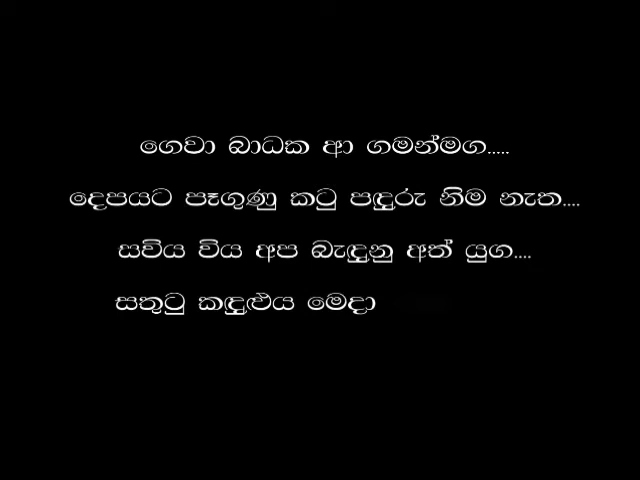 ගෙවා බාධක ආ ගමන්මග.....
දෙපයට පෑගුණු කටු පඳුරු නිම නැත....
සවිය විය අප බැඳුනු අත් යුග....
සතුටු කඳුළුය මෙදා